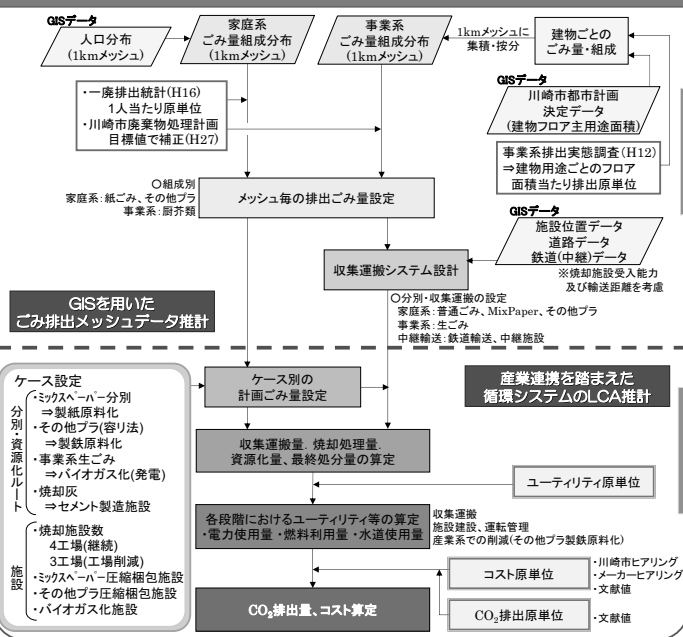 GISデータ
人口分布
(1kmメッシュ)
家庭系
ごみ量組成分布
(1kmメッシュ)
事業系
ごみ量組成分布
(1kmメッシュ)
1kmメッシュに
集積・按分
建物ごとの
ごみ量・組成
・一廃排出統計(H16)
1人当たり原単位
・川崎市廃棄物処理計画
目標値で補正(H27)
GISデータ
川崎市都市計画
決定データ
(建物フロア主用途面積)
事業系排出実態調査(H12)
⇒建物用途ごとのフロア
面積当たり排出原単位
○組成別
家庭系:紙ごみ、その他プラ
事業系:厨芥類
メッシュ毎の排出ごみ量設定
GISデータ
施設位置データ
道路データ
鉄道(中継)データ
※焼却施設受入能力
及び輸送距離を考慮
収集運搬システム設計
GISを用いた
ごみ排出メッシュデータ推計
○分別・収集運搬の設定
家庭系:普通ごみ、MixPaper、その他プラ
事業系:生ごみ
中継輸送:鉄道輸送、中継施設
ケース設定
分別・資源化ルート
・ミックスペーパー分別
⇒製紙原料化
・その他プラ(容リ法)
⇒製鉄原料化
・事業系生ごみ
⇒バイオガス化(発電)
・焼却灰
⇒セメント製造施設
施設
・焼却施設数
4工場(継続)
3工場(工場削減)
・ミックスペーパー圧縮梱包施設
・その他プラ圧縮梱包施設
・バイオガス化施設
ケース別の
計画ごみ量設定
産業連携を踏まえた
循環システムのLCA推計
収集運搬量.焼却処理量.
資源化量、最終処分量の算定
ユーティリティ原単位
各段階におけるユーティリティ等の算定
・電力使用量・燃料利用量・水道使用量
収集運搬
施設建設、運転管理
産業系での削減(その他プラ製鉄原料化)
コスト原単位
・川崎市ヒアリング
・メーカーヒアリング
・文献値
CO₂排出量、コスト算定
CO₂排出原単位
・文献値